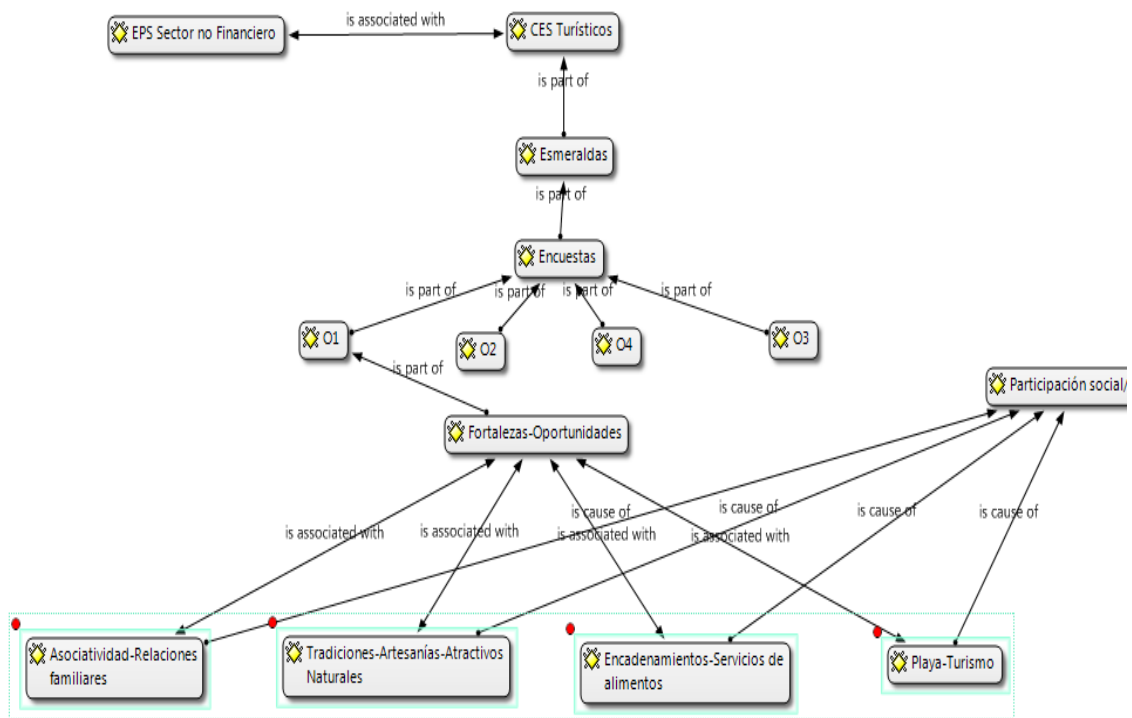 is associated with
EPS Sector no Financiero
CES Turísticos
is part of
Esmeraldas
is part of
Encuestas
is part of
is part of
is part of
is part of
O1
O2
O4
O3
is part of
Participación social/
Fortalezas-Oportunidades
is cause of
is cause of
is cause of
is cause of
is associated with
is associated with
is associated with
is associated with
Asociatividad-Relaciones
familiares
Tradiciones-Artesanías-Atractivos
Naturales
Encadenamientos-Servicios de
alimentos
Playa-Turismo